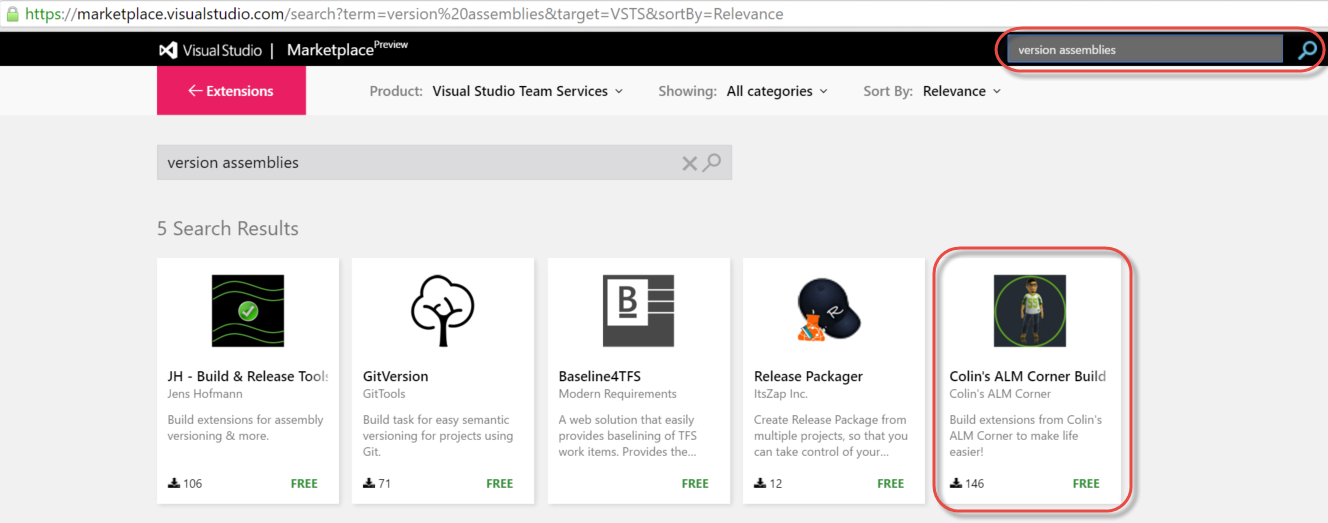 https://marketplace.visualstudio.com/search?term=version%20assemblies&target=VSTS&sortBy=Relevance
Visual Studio | Marketplace Preview
version assemblies
← Extensions
Product: Visual Studio Team Services
Showing: All categories
Sort By: Relevance
version assemblies
5 Search Results
B
R
JH - Build & Release Tools
Jens Hofmann
Build extensions for assembly
versioning & more.
106 FREE
GitVersion
GitTools
Build task for easy semantic
versioning for projects using
Git.
71 FREE
Baseline4TFS
Modern Requirements
A web solution that easily
provides baselining of TFS
work items. Provides the...
FREE
Release Packager
ItsZap Inc.
Create Release Package from
multiple projects, so that you
can take control of your...
12 FREE
Colin's ALM Corner Build
Colin's ALM Corner
Build extensions from Colin's
ALM Corner to make life
easier!
146 FREE